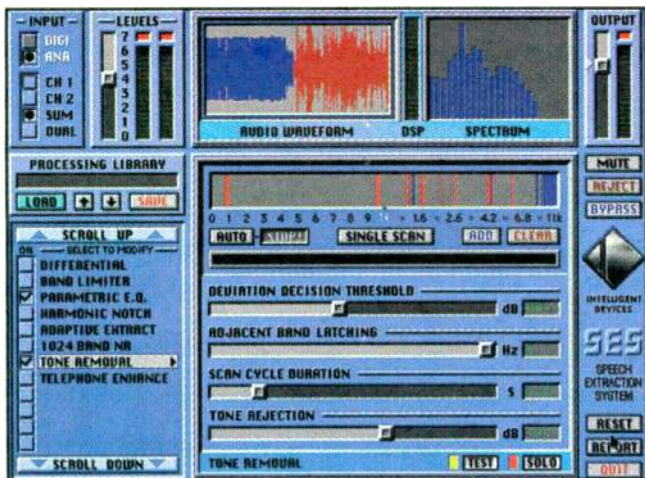 INPUT
DIGI
ANA
CH 1
CH 2
SUM
DUAL
LEVELS
7
6
5
4
3
2
1
0
AUDIO WAVEFORM
DSP
SPECTRUM
OUTPUT
PROCESSING LIBRARY
LOAD
SAVE
SCROLL UP
ON
SELECT TO MODIFY
DIFFERENTIAL
BAND LIMITER
PARAMETRIC E.Q.
HARMONIC NOTCH
ADAPTIVE EXTRACT
1024 BAND NR
TONE REMOVAL
TELEPHONE ENHANCE
SCROLL DOWN
0 1 2 3 4 5 6 7 8 9 1.6 2.6 4.2 6.8 11k
AUTO SINGLE SCAN ADD CLEAR
DEVIATION DECISION THRESHOLD
dB
ADJACENT BAND LATCHING
Hz
SCAN CYCLE DURATION
S
TONE REJECTION
dB
TONE REMOVAL TEST SOLO
MUTE
REJECT
BYPASS
INTELLIGENT
DEVICES
SES
SPEECH
EXTRACTION
SYSTEM
RESET
REPORT
QUIT